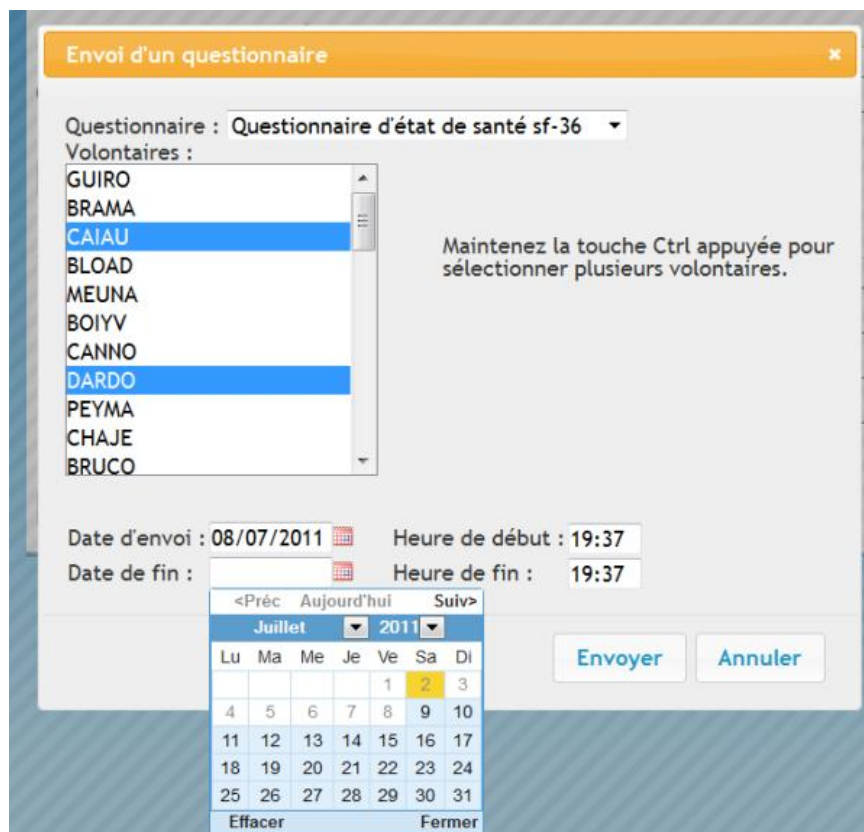 Envoi d'un questionnaire
Questionnaire : Questionnaire d'état de santé sf-36
Volontaires :
GUIRO
BRAMA
CAIAU
BLOAD
MEUNA
BOIYV
CANNO
DARDO
PEYMA
CHAJE
BRUCO
Maintenez la touche Ctrl appuyée pour
sélectionner plusieurs volontaires.
Date d'envoi : 08/07/2011 Heure de début : 19:37
Date de fin : Heure de fin : 19:37
<Préc Aujourd'hui Suiv>
Juillet 2011
Lu Ma Me Je Ve Sa Di
1 2 3
4 5 6 7 8 9 10
11 12 13 14 15 16 17
18 19 20 21 22 23 24
25 26 27 28 29 30 31
Effacer Fermer
Envoyer Annuler